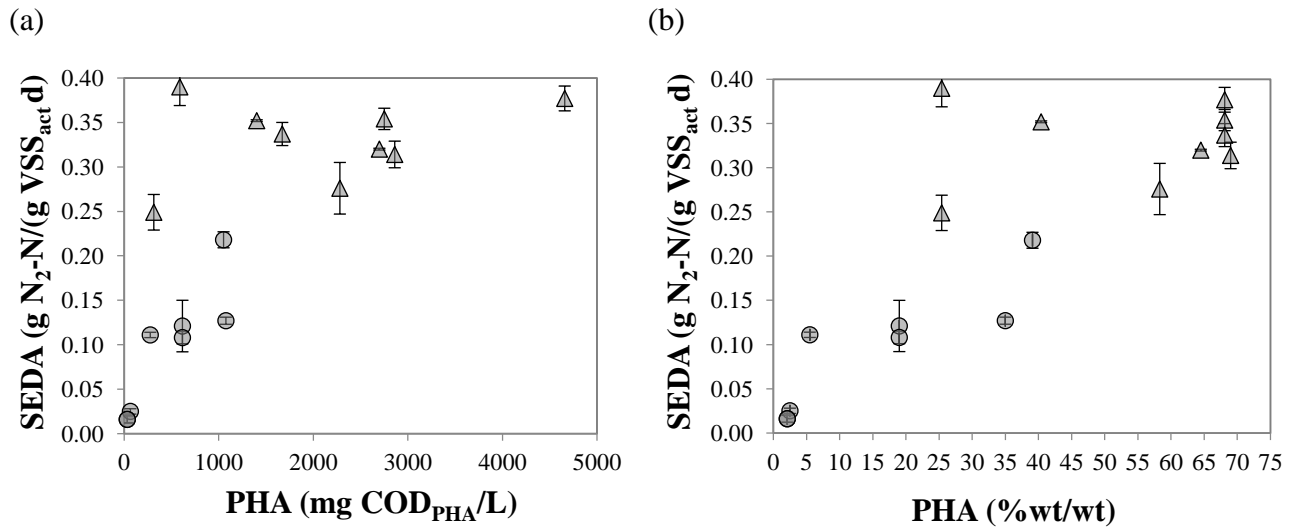 (a)
SEDA (g N₂-N/(g VSS_act d)
0.40
0.35
0.30
0.25
0.20
0.15
0.10
0.05
0.00
0 1000 2000 3000 4000 5000
PHA (mg COD_PHA/L)
(b)
SEDA (g N₂-N/(g VSS_act d)
0.40
0.35
0.30
0.25
0.20
0.15
0.10
0.05
0.00
0 5 10 15 20 25 30 35 40 45 50 55 60 65 70 75
PHA (%wt/wt)